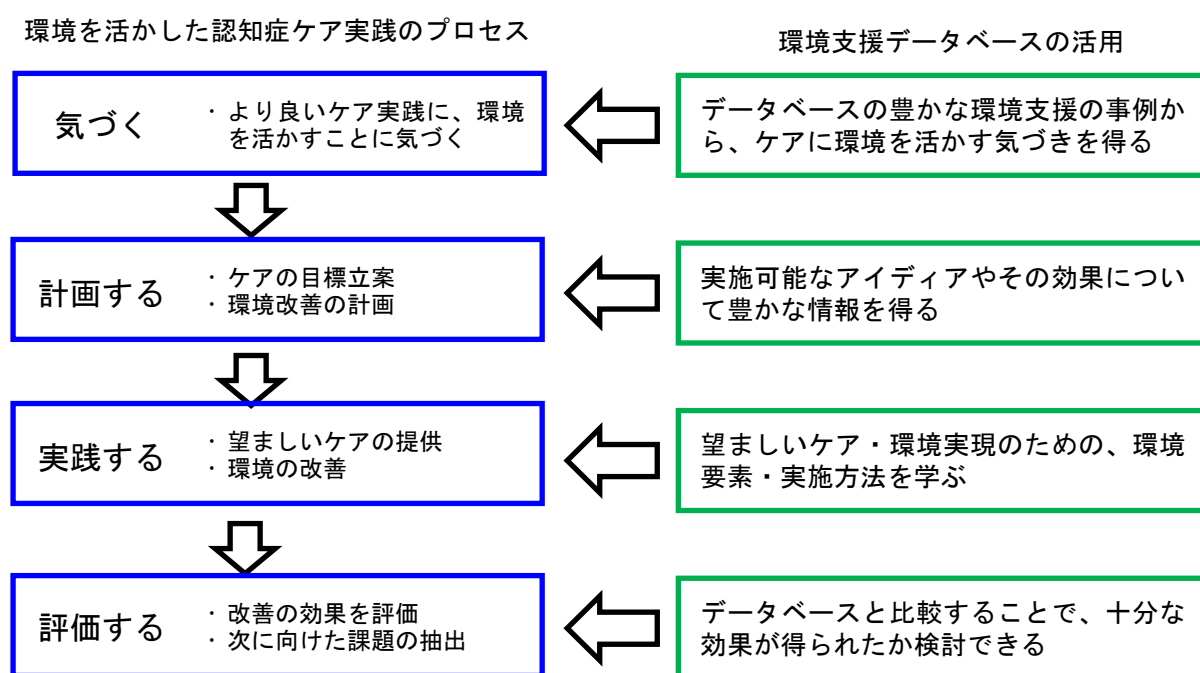 環境を活かした認知症ケア実践のプロセス
環境支援データベースの活用
気づく
・より良いケア実践に、環境
を活かすことに気づく
データベースの豊かな環境支援の事例か
ら、ケアに環境を活かす気づきを得る
計画する
・ケアの目標立案
・環境改善の計画
実施可能なアイディアやその効果につい
て豊かな情報を得る
実践する
・望ましいケアの提供
・環境の改善
望ましいケア・環境実現のための、環境
要素・実施方法を学ぶ
評価する
・改善の効果を評価
・次に向けた課題の抽出
データベースと比較することで、十分な
効果が得られたか検討できる